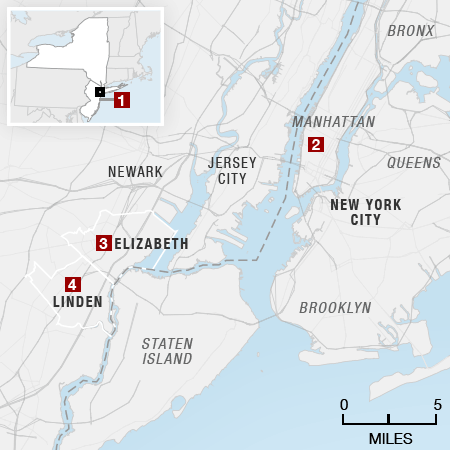 1
BRONX
MANHATTAN
2
QUEENS
JERSEY
CITY
NEWARK
NEW YORK
CITY
3 ELIZABETH
4
LINDEN
BROOKLYN
STATEN
ISLAND
0 5
MILES